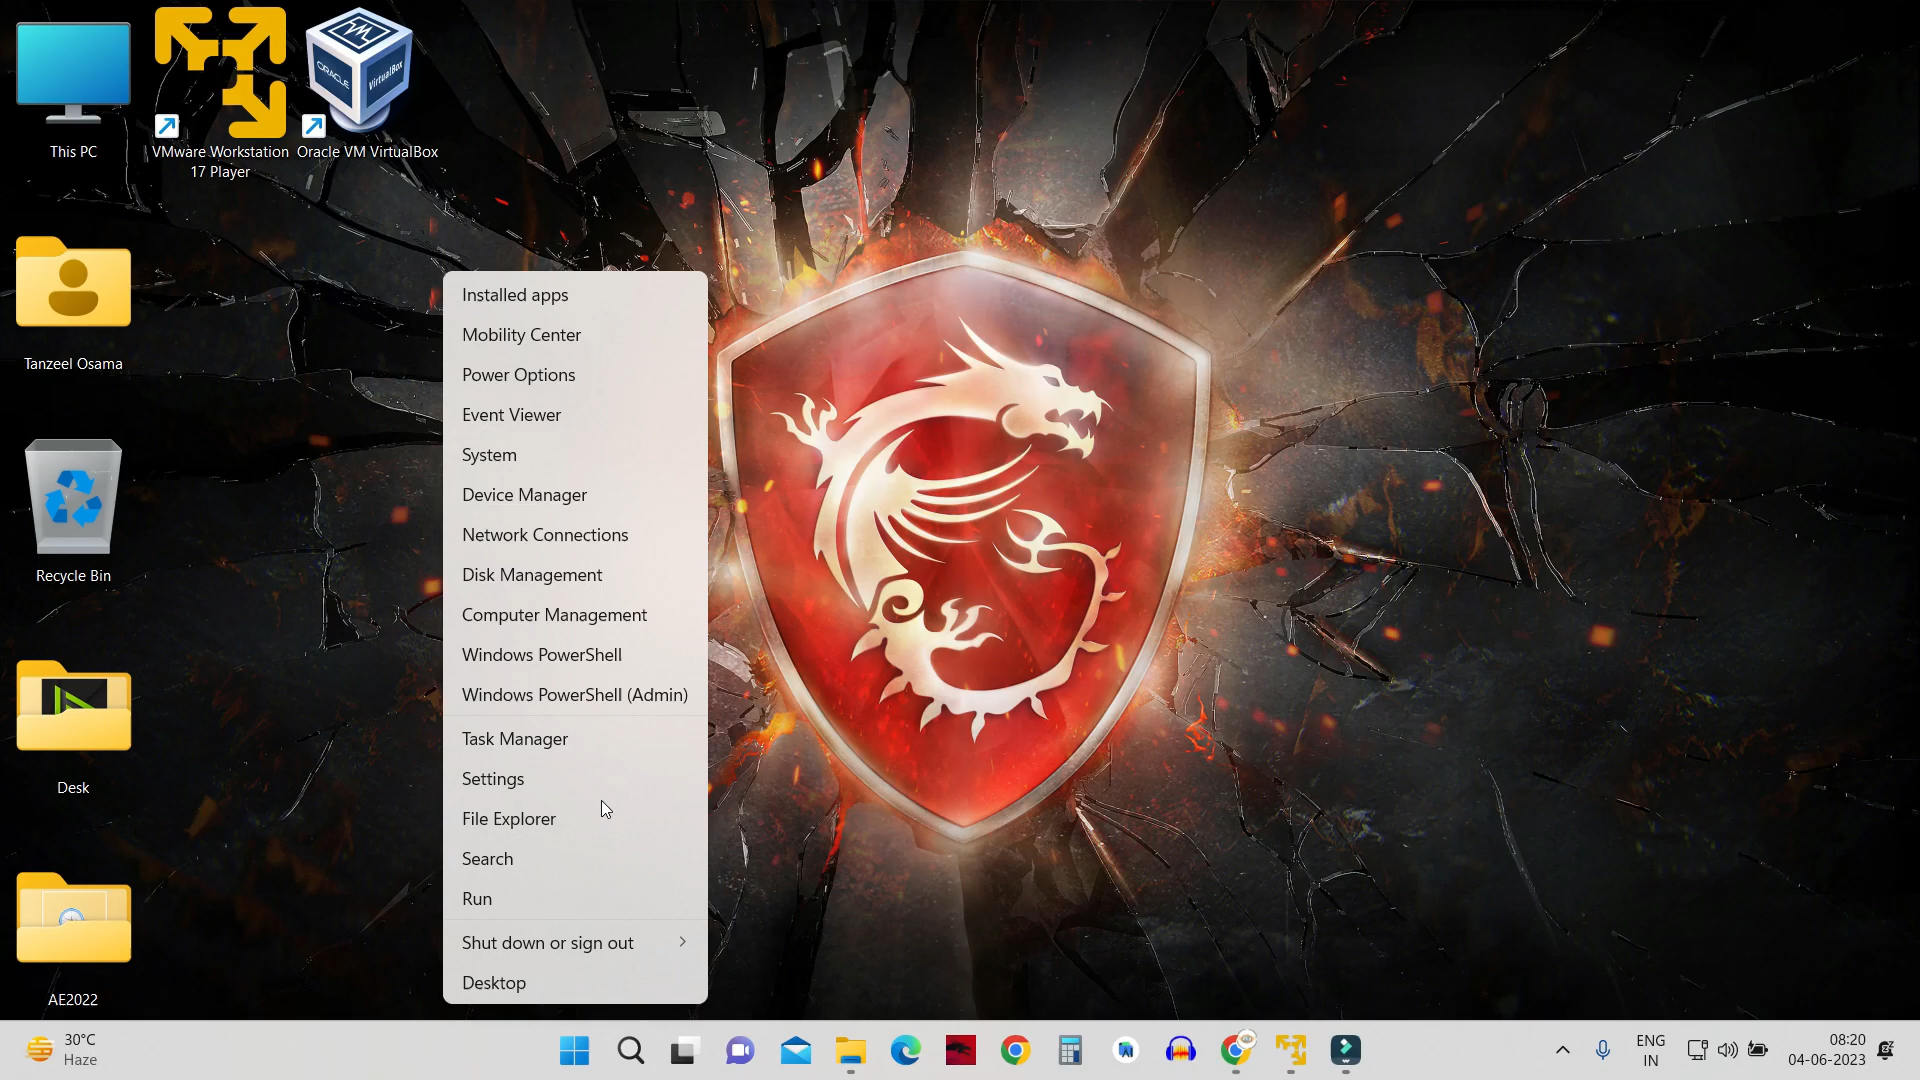 This PC
VMware Workstation
17 Player
Oracle VM VirtualBox
ORACLE
VirtualBox
Tanzeel Osama
Recycle Bin
Desk
AE2022
Installed apps
Mobility Center
Power Options
Event Viewer
System
Device Manager
Network Connections
Disk Management
Computer Management
Windows PowerShell
Windows PowerShell (Admin)
Task Manager
Settings
File Explorer
Search
Run
Shut down or sign out
Desktop
30°C
Haze
ENG
IN
08:20
04-06-2023